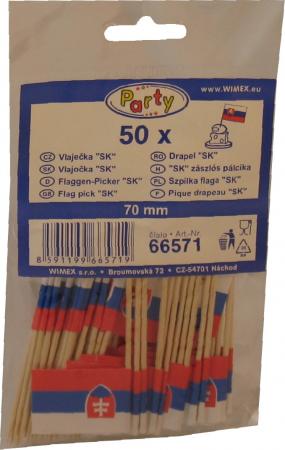 WWW.WIMEX.eu
Party
50 x
CZ Vlaječka "SK"
SK Vlajočka "SK"
D Flaggen-Picker "SK"
GB Flag pick "SK"
RO Drapel "SK"
H "SK" zászlós pálcika
PL Szpilka flaga "SK"
F Pique drapeau "SK"
70 mm
číslo • Art.-Nr.
66571
8 591199 665719
WIMEX s.r.o. • Broumovská 73 • CZ-54701 Náchod